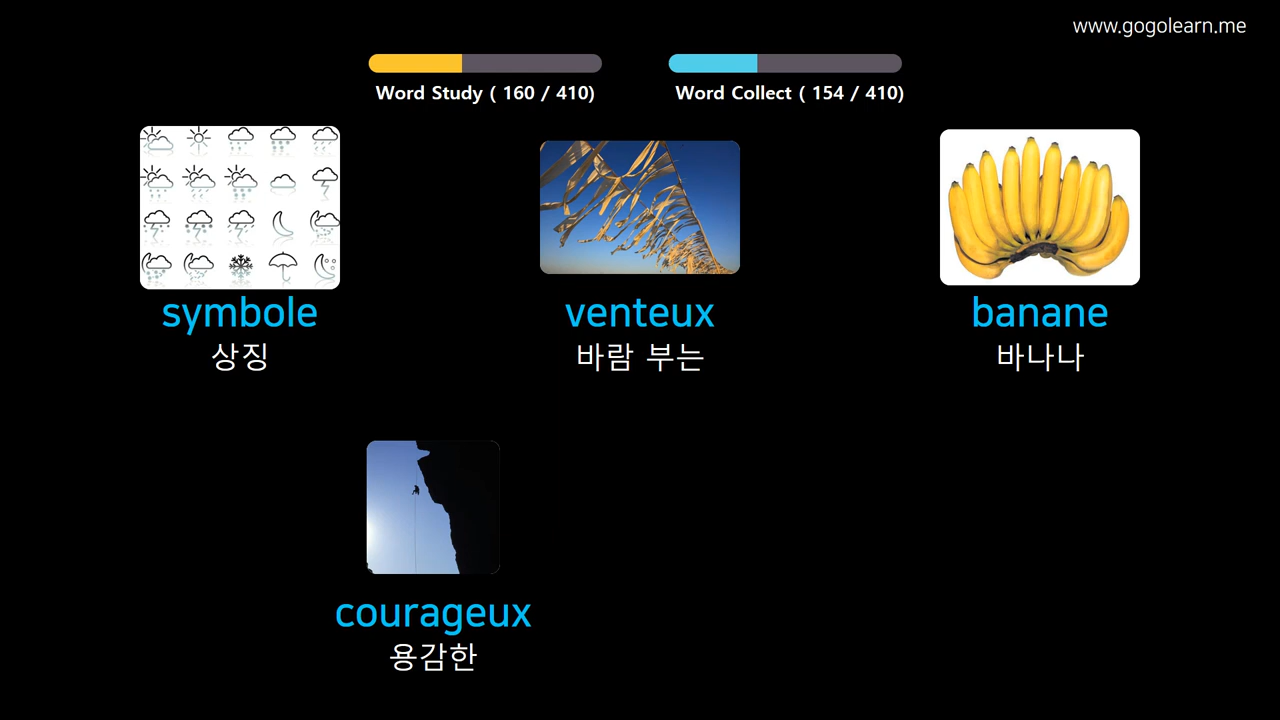 www.gogolearn.me
Word Study ( 160 / 410)
Word Collect ( 154 / 410)
symbole
상징
venteux
바람 부는
banane
바나나
courageux
용감한